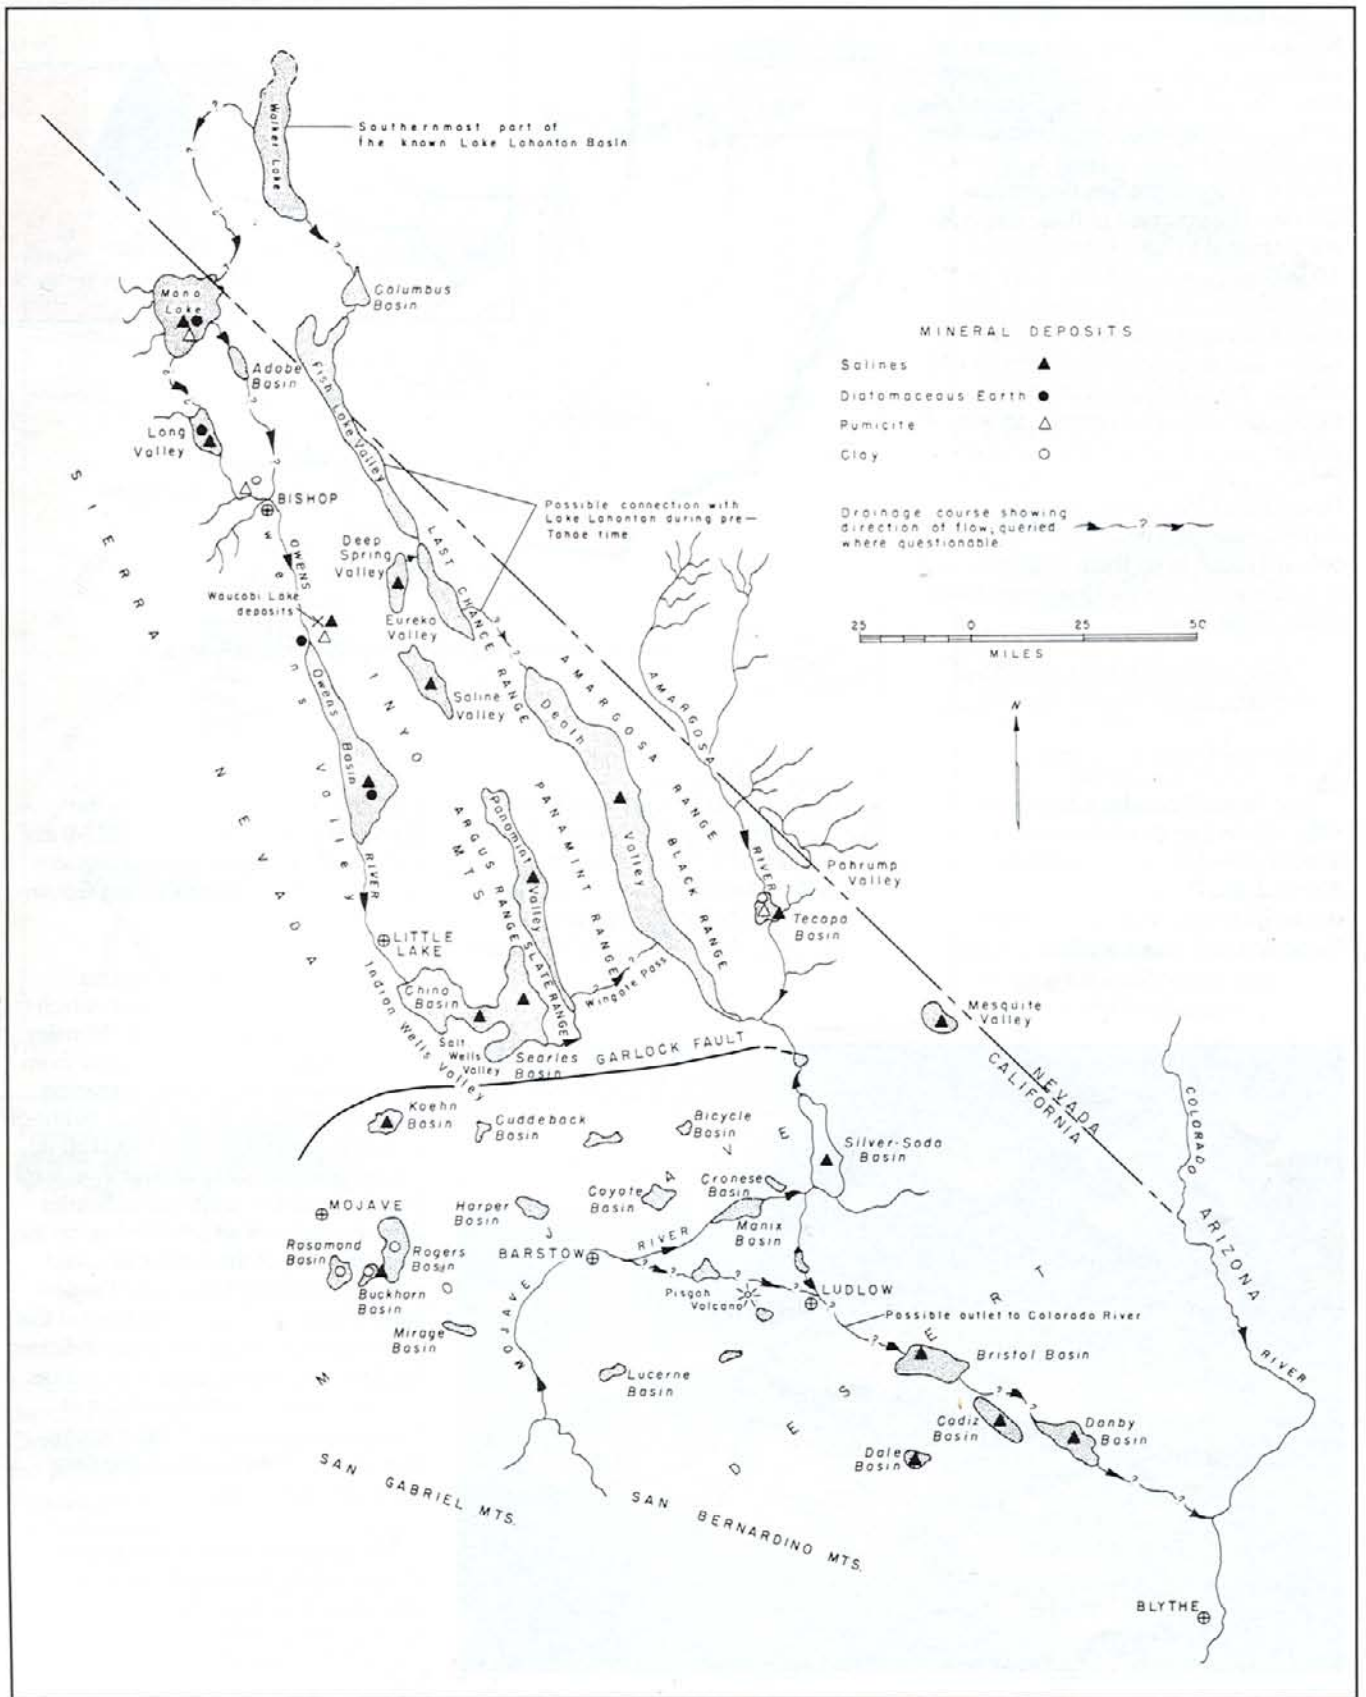 Walker Lake
Southernmost part of
the known Lake Lahontan Basin
Columbus
Basin
Mono
Lake
Adobe
Basin
Fish Lake Valley
Long
Valley
BISHOP
MINERAL DEPOSITS
Salines
Diatomaceous Earth
Pumicite
Clay
Drainage course showing
direction of flow, queried
where questionable.
?
25 0 25 50
MILES
N
Possible connection with
Lake Lahontan during pre—
Tahoe time.
SIERRA NEVADA
Deep
Spring
Valley
LAST CHANCE RANGE
OWENS
Waucobi Lake
deposits
Eureka
Valley
Saline
Valley
Owens Basin
Owens Valley
RIVER
INYO MTS
AMARGOSA RANGE
AMARGOSA
RIVER
Death Valley
PANAMINT RANGE
BLACK RANGE
Panamint Valley
ARGUS RANGE
SLATE RANGE
Pahrump
Valley
Tecopa
Basin
LITTLE
LAKE
China
Basin
Indian Wells Valley
Salt
Wells
Valley
Searles
Basin
Wingate Pass
GARLOCK FAULT
Mesquite
Valley
NEVADA
CALIFORNIA
COLORADO
ARIZONA
RIVER
Koehn
Basin
Cuddeback
Basin
Bicycle
Basin
Silver-Soda
Basin
Coyote
Basin
Cronese
Basin
Harper
Basin
Manix
Basin
MOJAVE
Rosamond
Basin
Rogers
Basin
Buckhorn
Basin
BARSTOW
RIVER
MOJAVE
Mirage
Basin
Pisgah
Volcano
LUDLOW
Possible outlet to Colorado River
Bristol Basin
Lucerne
Basin
Cadiz
Basin
Danby
Basin
Dale
Basin
MOJAVE DESERT
SAN GABRIEL MTS.
SAN BERNARDINO MTS.
BLYTHE